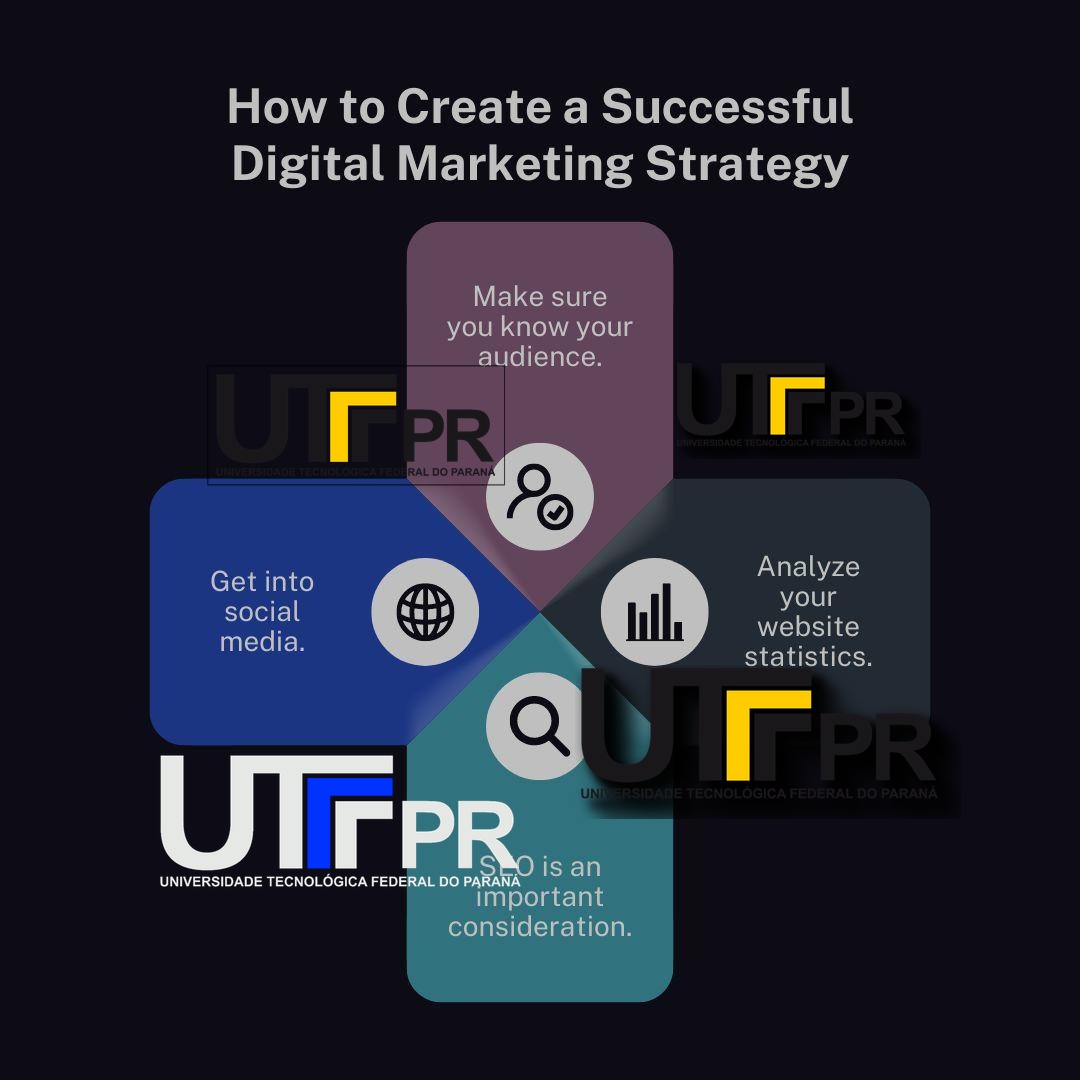 How to Create a Successful
Digital Marketing Strategy
Make sure
you know your
audience.
UTFPR
UNIVERSIDADE TECNOLÓGICA FEDERAL DO PARANÁ
UTFPR
UNIVERSIDADE TECNOLÓGICA FEDERAL DO PARANÁ
Get into
social
media.
Analyze
your
website
statistics.
UTFPR
UNIVERSIDADE TECNOLÓGICA FEDERAL DO PARANÁ
UTFPR
UNIVERSIDADE TECNOLÓGICA FEDERAL DO PARANÁ
SEO is an
important
consideration.